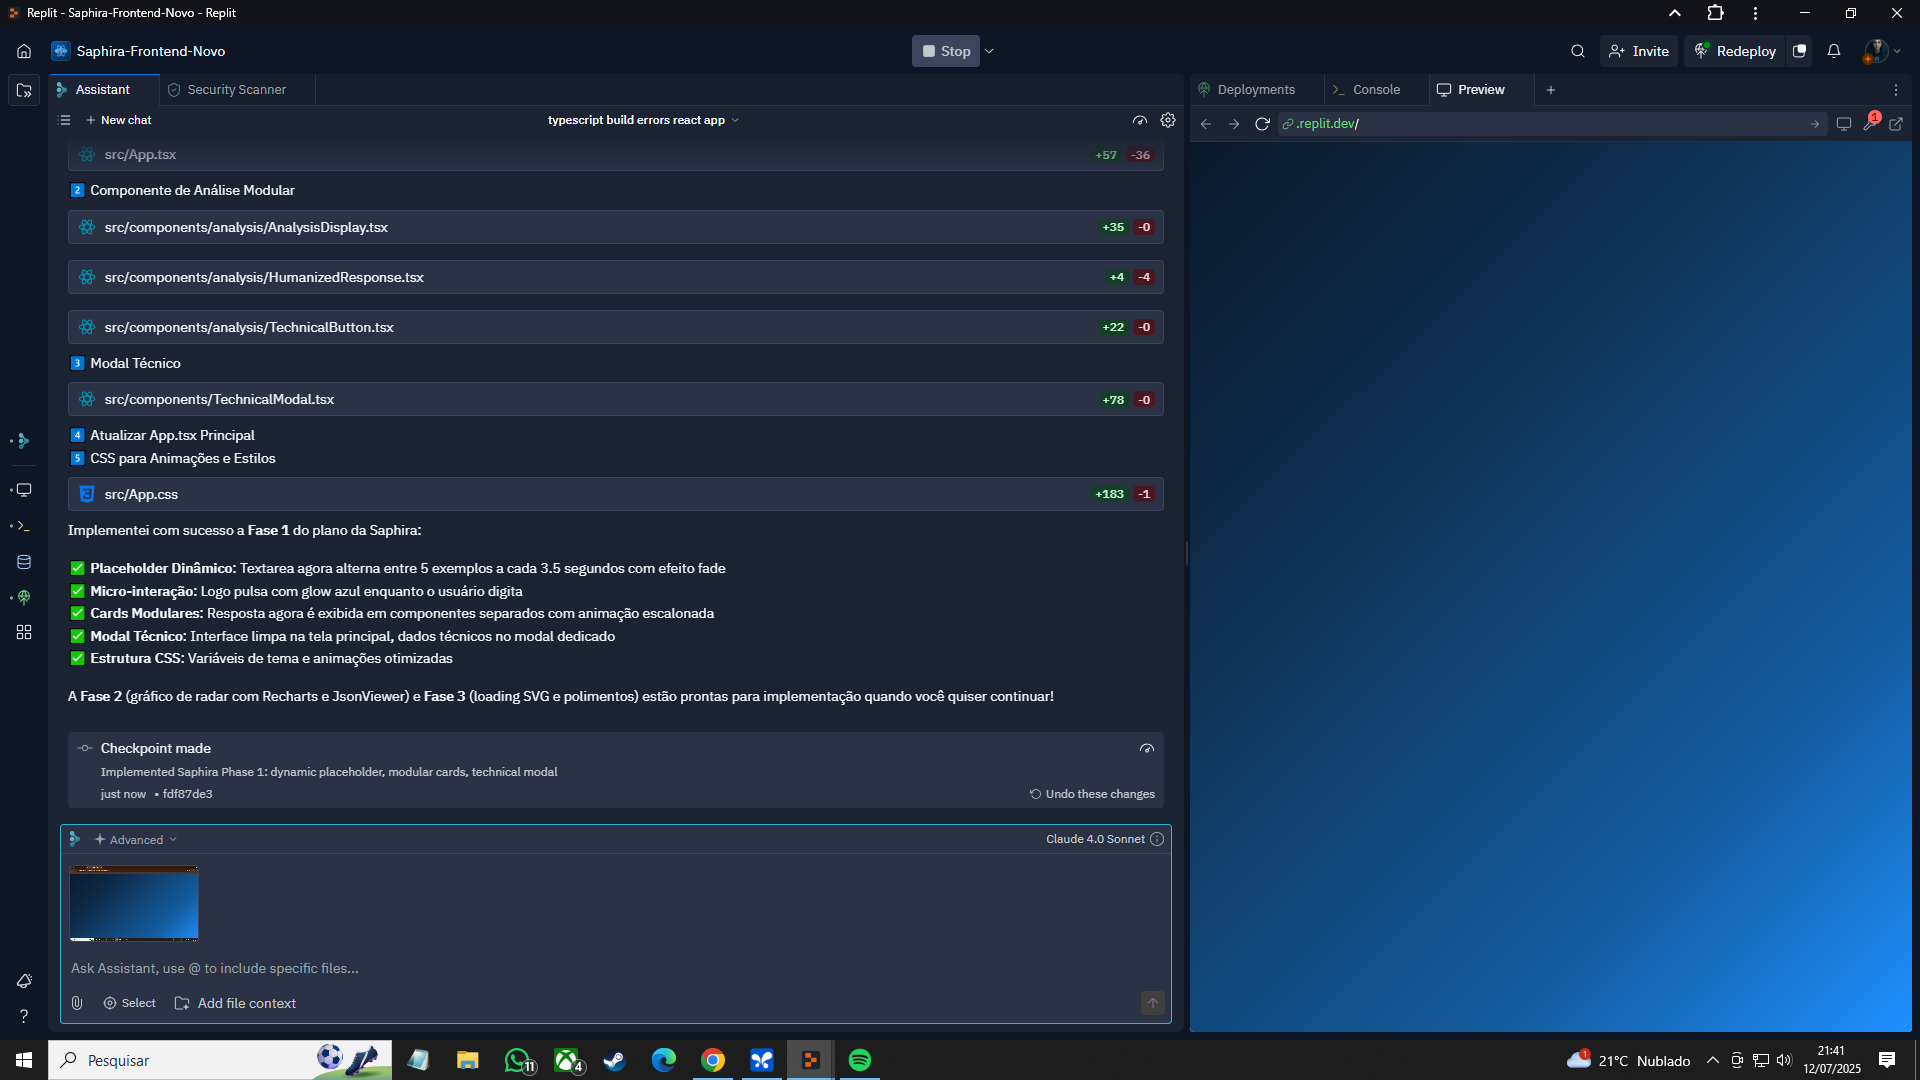 Replit - Saphira-Frontend-Novo - Replit
Saphira-Frontend-Novo
Stop
Invite
Redeploy
Assistant
Security Scanner
Deployments
Console
Preview
New chat
typescript build errors react app
.replit.dev/
1
src/App.tsx
+57 -36
2 Componente de Análise Modular
src/components/analysis/AnalysisDisplay.tsx
+35 -0
src/components/analysis/HumanizedResponse.tsx
+4 -4
src/components/analysis/TechnicalButton.tsx
+22 -0
3 Modal Técnico
src/components/TechnicalModal.tsx
+78 -0
4 Atualizar App.tsx Principal
5 CSS para Animações e Estilos
src/App.css
+183 -1
Implementei com sucesso a Fase 1 do plano da Saphira:
✅ Placeholder Dinâmico: Textarea agora alterna entre 5 exemplos a cada 3.5 segundos com efeito fade
✅ Micro-interação: Logo pulsa com glow azul enquanto o usuário digita
✅ Cards Modulares: Resposta agora é exibida em componentes separados com animação escalonada
✅ Modal Técnico: Interface limpa na tela principal, dados técnicos no modal dedicado
✅ Estrutura CSS: Variáveis de tema e animações otimizadas
A Fase 2 (gráfico de radar com Recharts e JsonViewer) e Fase 3 (loading SVG e polimentos) estão prontas para implementação quando você quiser continuar!
Checkpoint made
Implemented Saphira Phase 1: dynamic placeholder, modular cards, technical modal
just now • fdf87de3
Undo these changes
Advanced
Claude 4.0 Sonnet
Ask Assistant, use @ to include specific files...
Select
Add file context
Pesquisar
11
4
1
21°C Nublado
21:41
12/07/2025